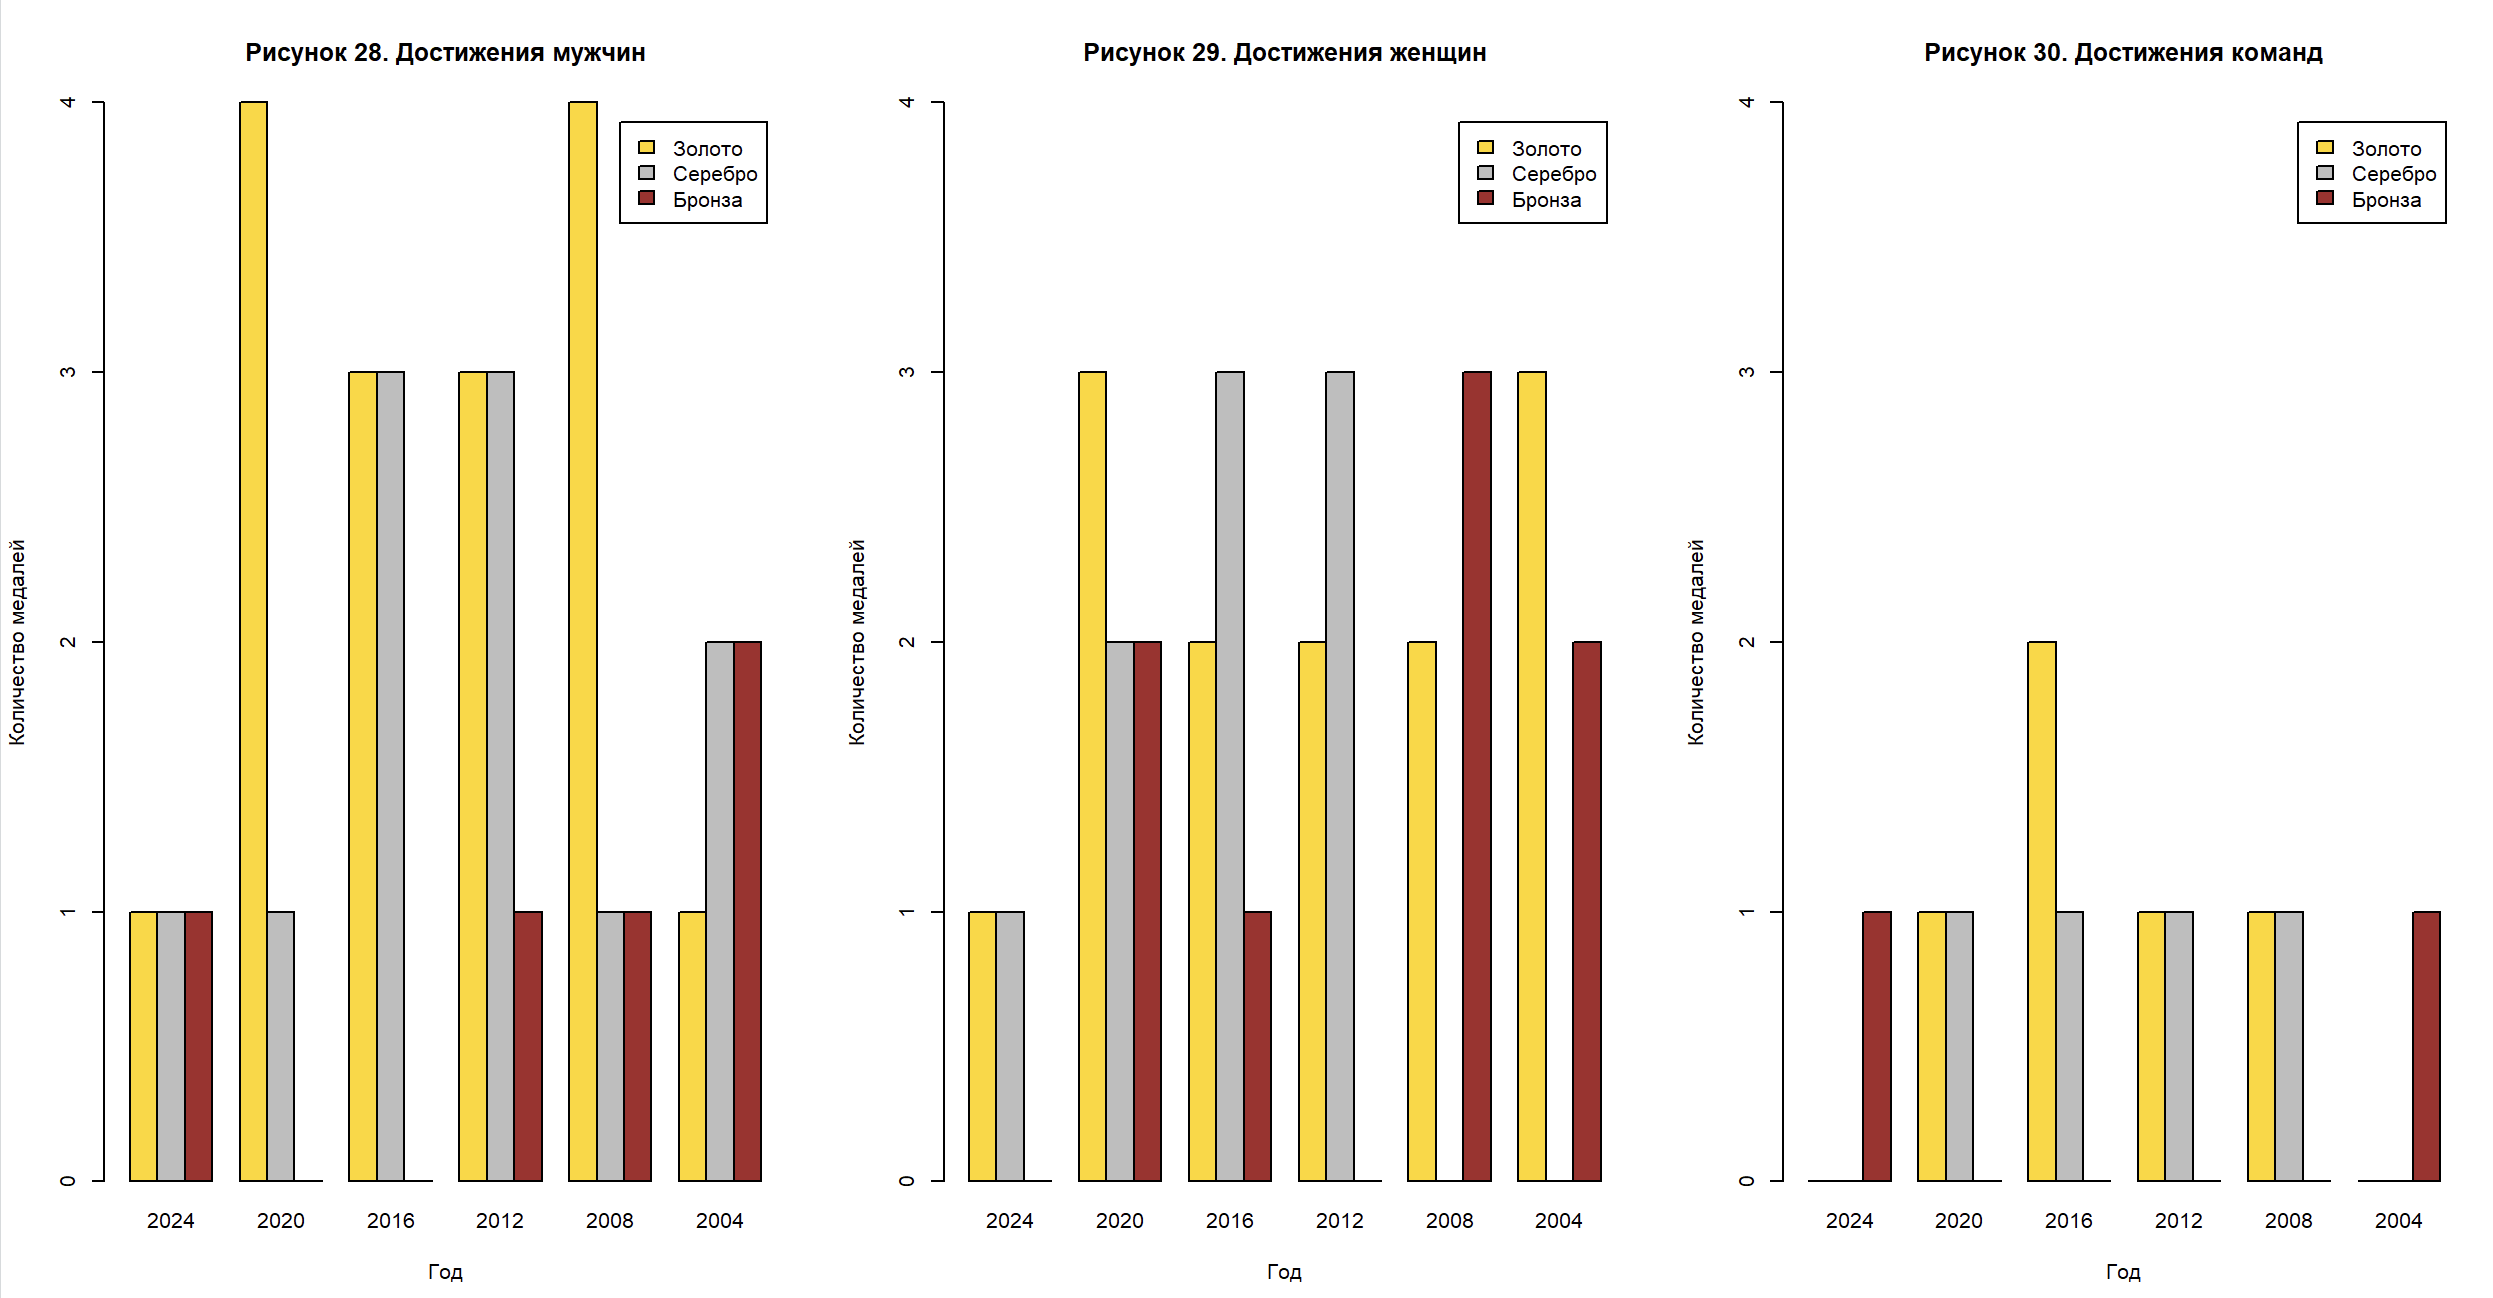 Рисунок 28. Достижения мужчин
4
3
2
1
0
Количество медалей
Золото
Серебро
Бронза
2024 2020 2016 2012 2008 2004
Год
Рисунок 29. Достижения женщин
4
3
2
1
0
Количество медалей
Золото
Серебро
Бронза
2024 2020 2016 2012 2008 2004
Год
Рисунок 30. Достижения команд
4
3
2
1
0
Количество медалей
Золото
Серебро
Бронза
2024 2020 2016 2012 2008 2004
Год